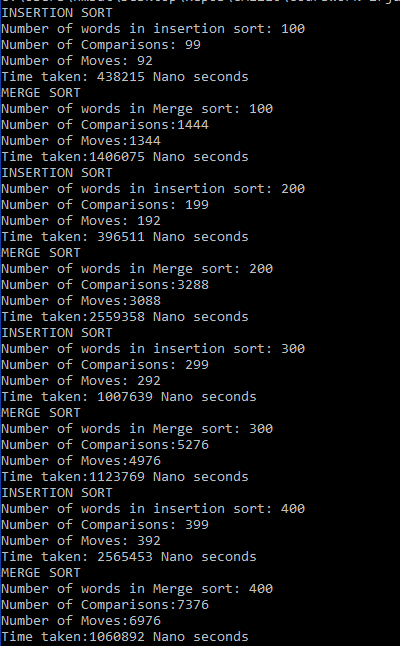 INSERTION SORT
Number of words in insertion sort: 100
Number of Comparisons: 99
Number of Moves: 92
Time taken: 438215 Nano seconds
MERGE SORT
Number of words in Merge sort: 100
Number of Comparisons:1444
Number of Moves:1344
Time taken:1406075 Nano seconds
INSERTION SORT
Number of words in insertion sort: 200
Number of Comparisons: 199
Number of Moves: 192
Time taken: 396511 Nano seconds
MERGE SORT
Number of words in Merge sort: 200
Number of Comparisons:3288
Number of Moves:3088
Time taken:2559358 Nano seconds
INSERTION SORT
Number of words in insertion sort: 300
Number of Comparisons: 299
Number of Moves: 292
Time taken: 1007639 Nano seconds
MERGE SORT
Number of words in Merge sort: 300
Number of Comparisons:5276
Number of Moves:4976
Time taken:1123769 Nano seconds
INSERTION SORT
Number of words in insertion sort: 400
Number of Comparisons: 399
Number of Moves: 392
Time taken: 2565453 Nano seconds
MERGE SORT
Number of words in Merge sort: 400
Number of Comparisons:7376
Number of Moves:6976
Time taken:1060892 Nano seconds